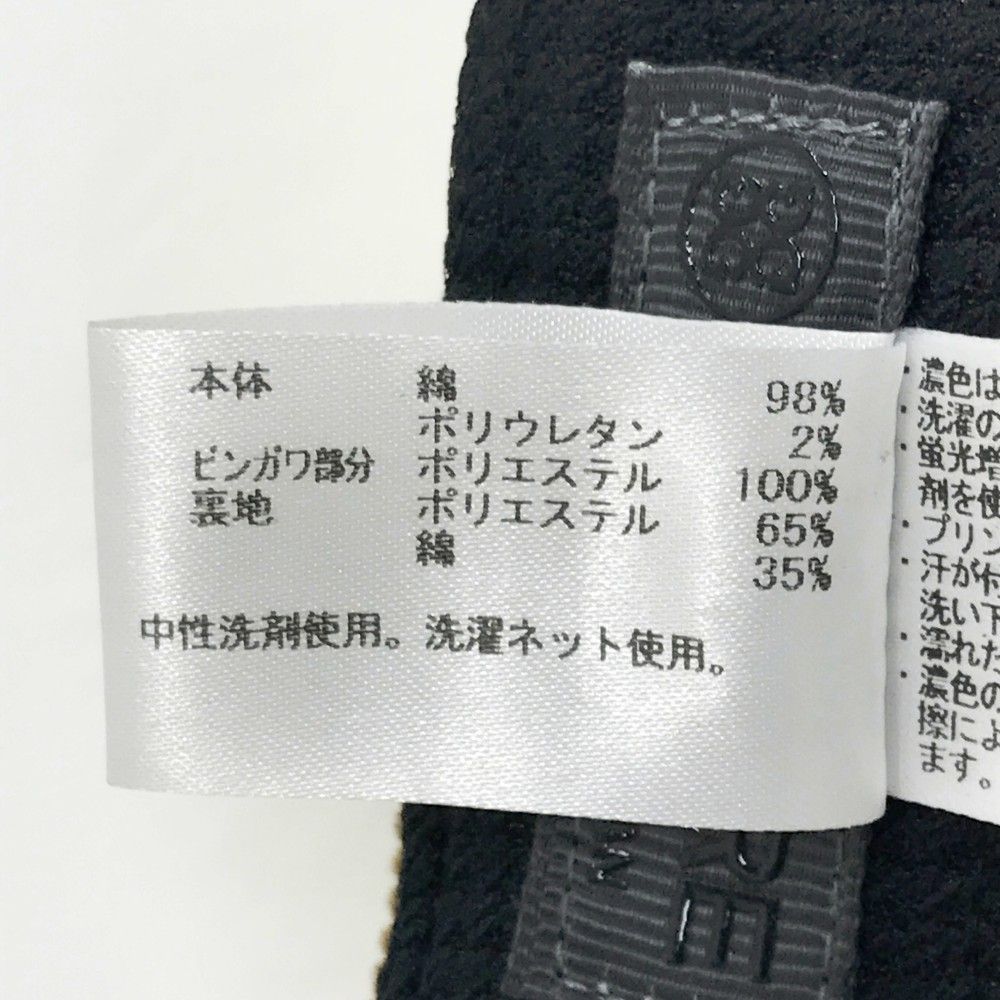 本体 綿 98%
ポリウレタン 2%
ピンガワ部分 ポリエステル 100%
裏地 ポリエステル 65%
綿 35%
中性洗剤使用。洗濯ネット使用。
・濃色は
・洗濯の
・蛍光増
剤を使
・プリン
・汗が付
洗い下
・濡れた
・濃色の
擦によ
ます。